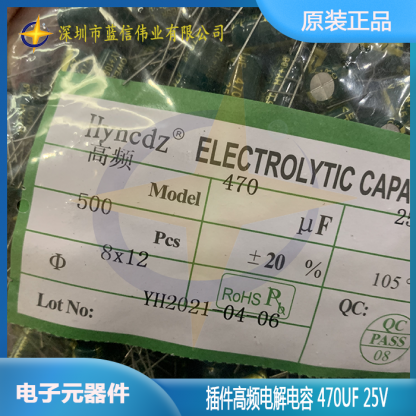 深圳市蓝信伟业有限公司
原装正品
Hyncdz®
高频
ELECTROLYTIC CAPA
Model 470 μF 25
500 Pcs ±20 %
Φ 8x12 105°
RoHS
QC:
QC
PASS
08
Lot No: YH2021-04-06
电子元器件
插件高频电解电容 470UF 25V